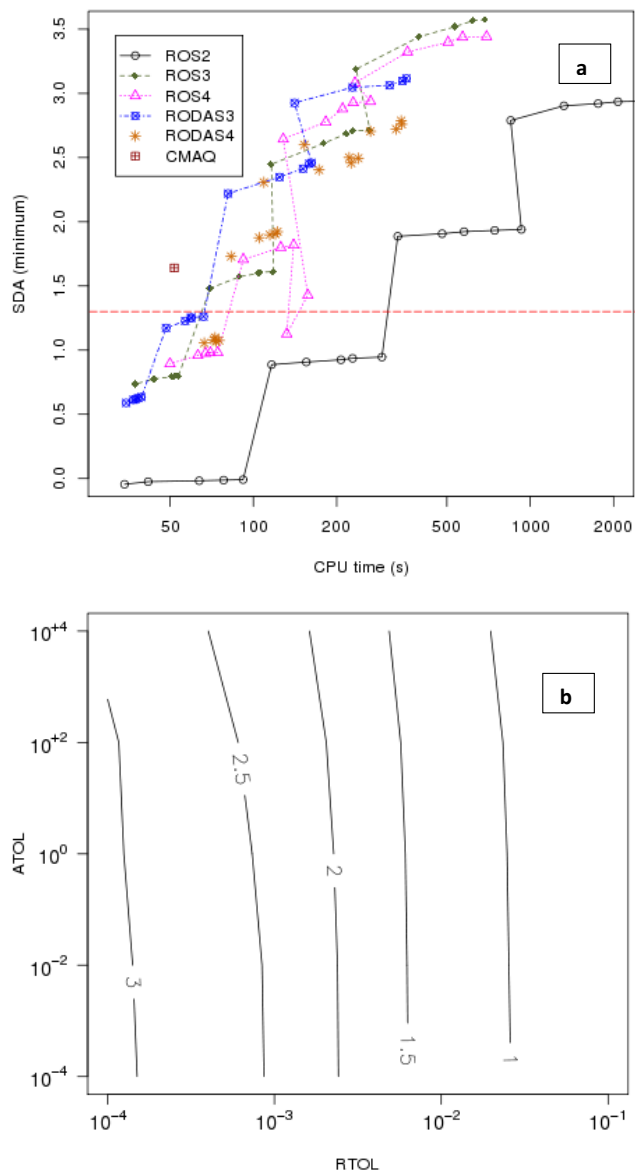 a
ROS2
ROS3
ROS4
RODAS3
RODAS4
CMAQ
SDA (minimum)
3.5
3.0
2.5
2.0
1.5
1.0
0.5
0.0
50
100
200
500
1000
2000
CPU time (s)
b
ATOL
10+4
10+2
10^0
10−2
10−4
3
2.5
2
1.5
1
10−4
10−3
10−2
10−1
RTOL